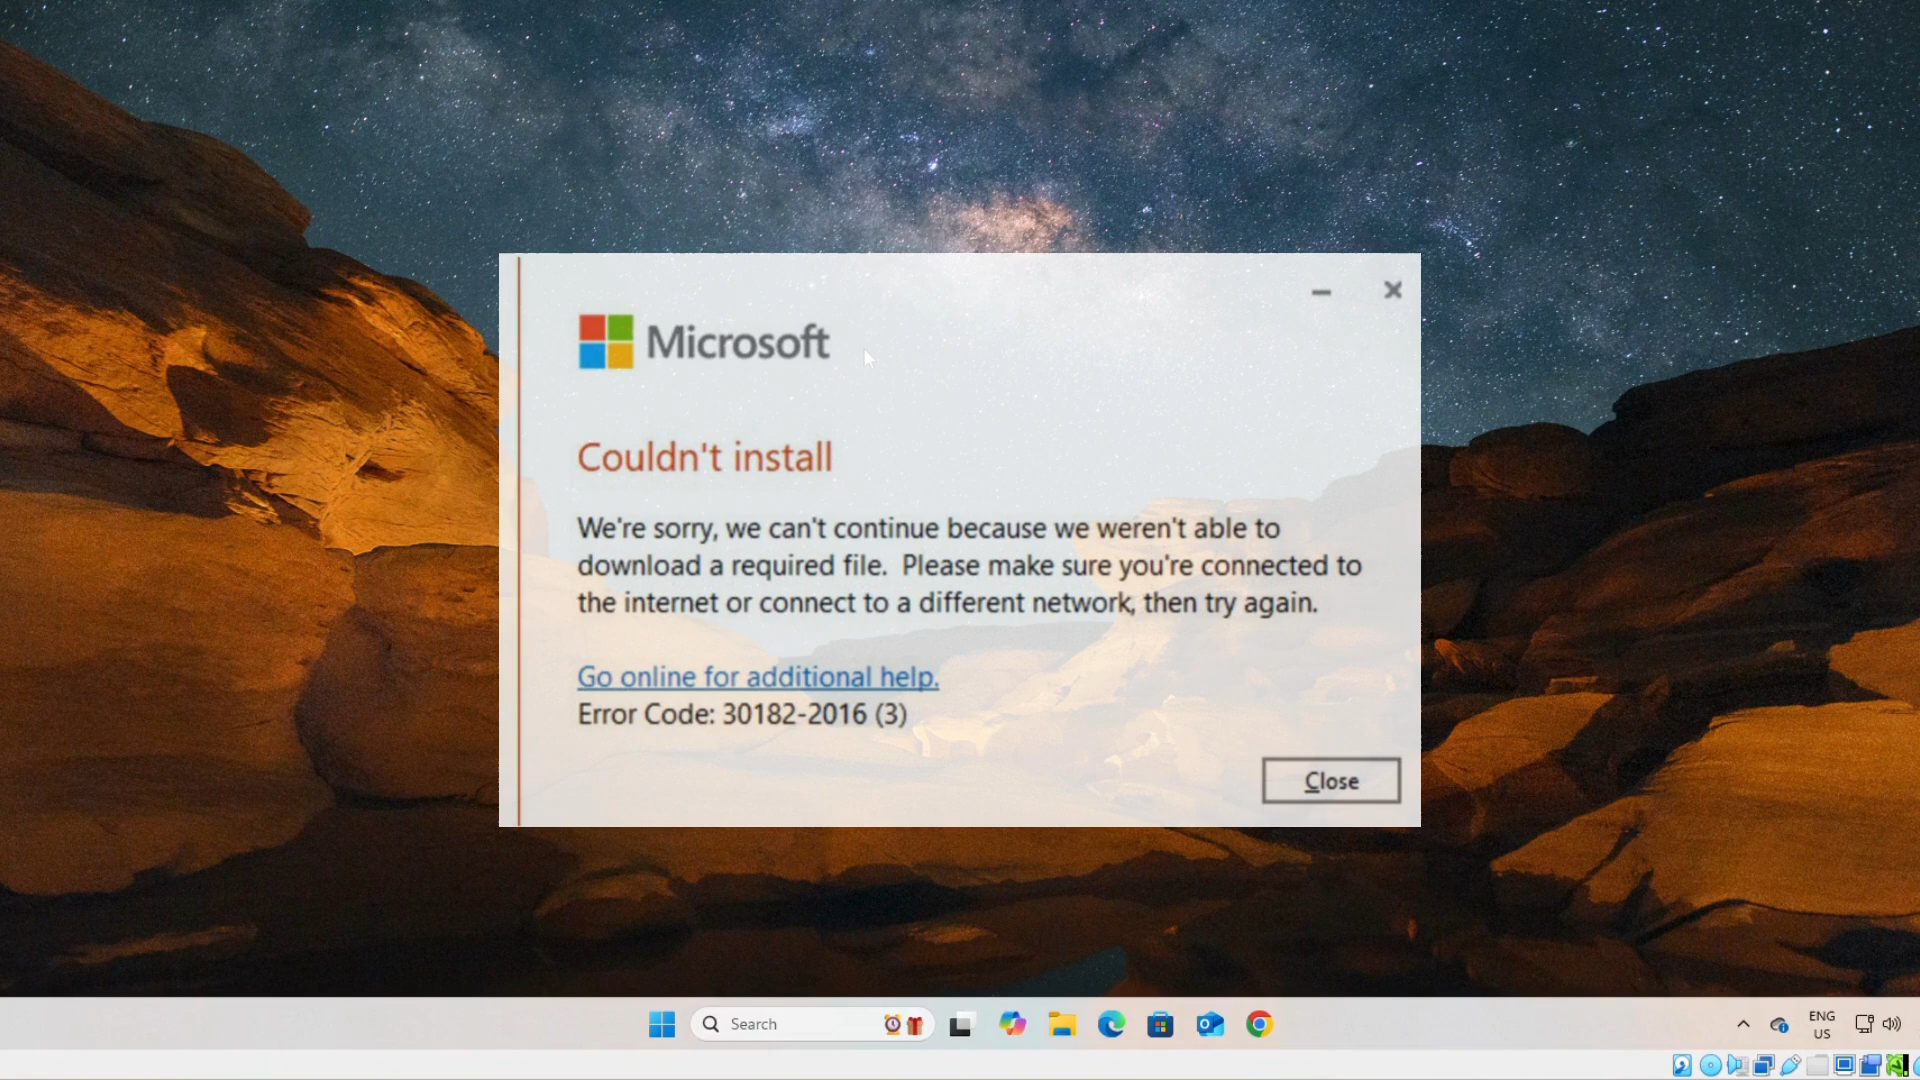 Microsoft
Couldn't install
We're sorry, we can't continue because we weren't able to
download a required file.  Please make sure you're connected to
the internet or connect to a different network, then try again.
Go online for additional help.
Error Code: 30182-2016 (3)
Close
Search
ENG
US